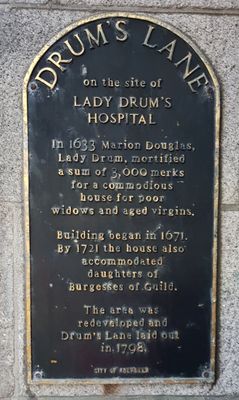 DRUM'S LANE
on the site of
LADY DRUM'S
HOSPITAL
In 1633 Marion Douglas,
Lady Drum, mortified
a sum of 3,000 merks
for a commodious
house for poor
widows and aged virgins.
Building began in 1671.
By 1721 the house also
accommodated
daughters of
Burgesses of Guild.
The area was
redeveloped and
Drum's Lane laid out
in 1798.
CITY OF ABERDEEN